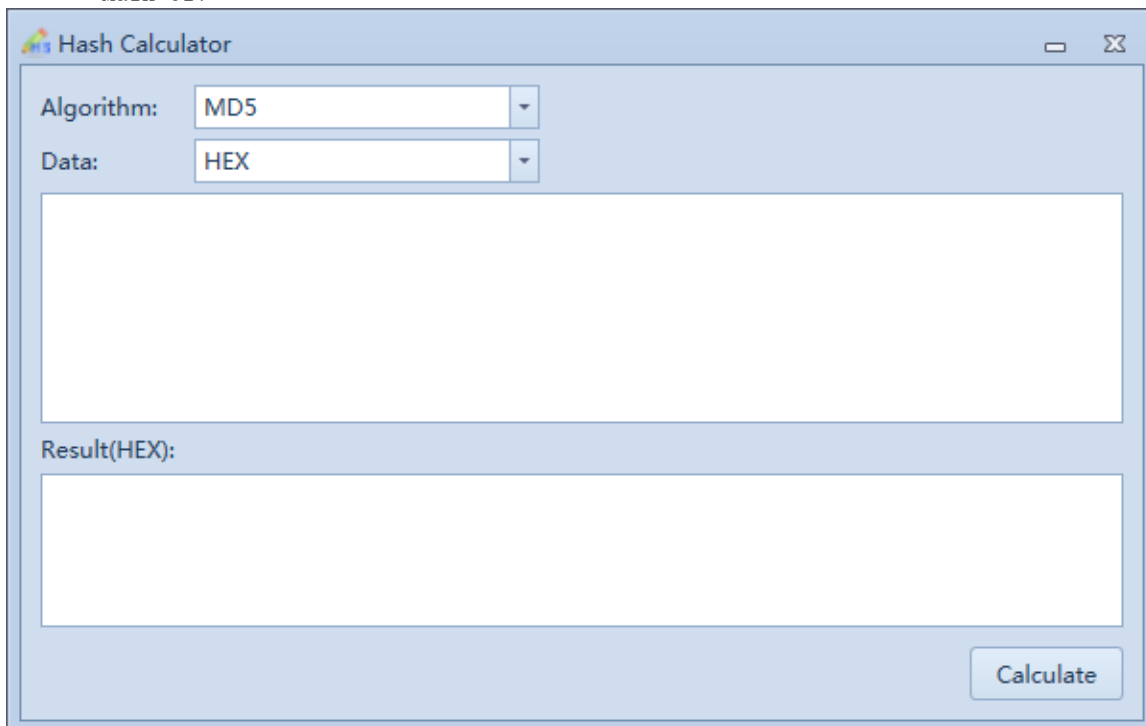 Hash Calculator
Algorithm: MD5
Data: HEX
Result(HEX):
Calculate